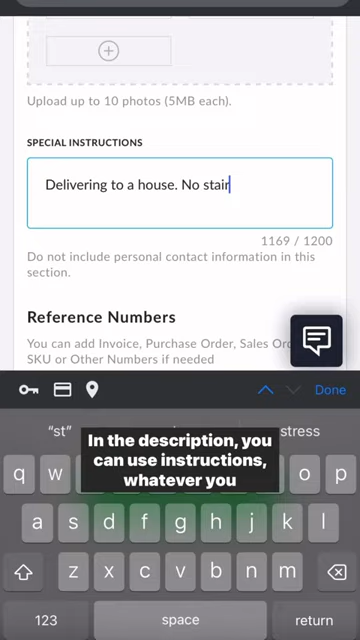 Upload up to 10 photos (5MB each).
SPECIAL INSTRUCTIONS
Delivering to a house. No stair
1169 / 1200
Do not include personal contact information in this
section.
Reference Numbers
You can add Invoice, Purchase Order, Sales Or
SKU or Other Numbers if needed
Done
“st”
stress
In the description, you
can use instructions,
whatever you
q w o p
a s d f g h j k l
z x c v b n m
123 space return